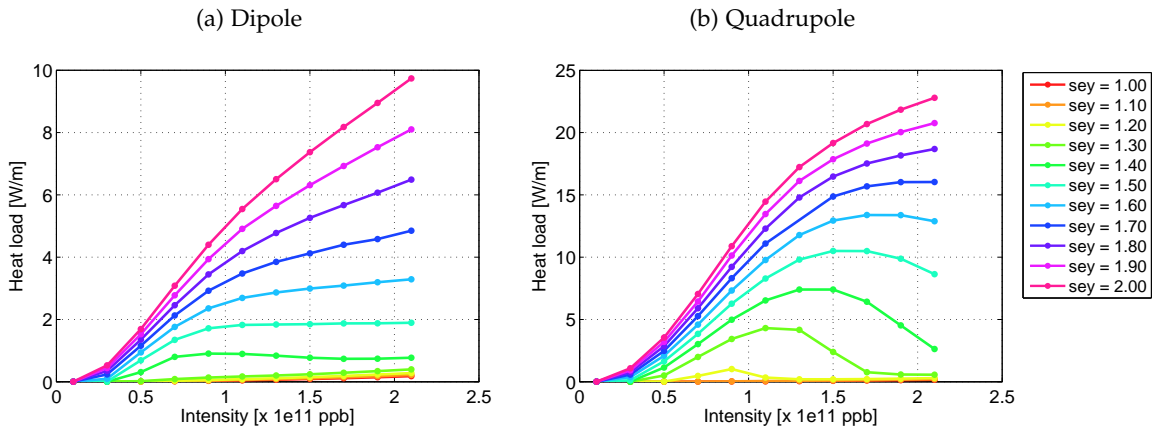 (a) Dipole
(b) Quadrupole
Heat load [W/m]
10
8
6
4
2
0
0
0.5
1
1.5
2
2.5
Intensity [x 1e11 ppb]
Heat load [W/m]
25
20
15
10
5
0
0
0.5
1
1.5
2
2.5
Intensity [x 1e11 ppb]
sey = 1.00
sey = 1.10
sey = 1.20
sey = 1.30
sey = 1.40
sey = 1.50
sey = 1.60
sey = 1.70
sey = 1.80
sey = 1.90
sey = 2.00